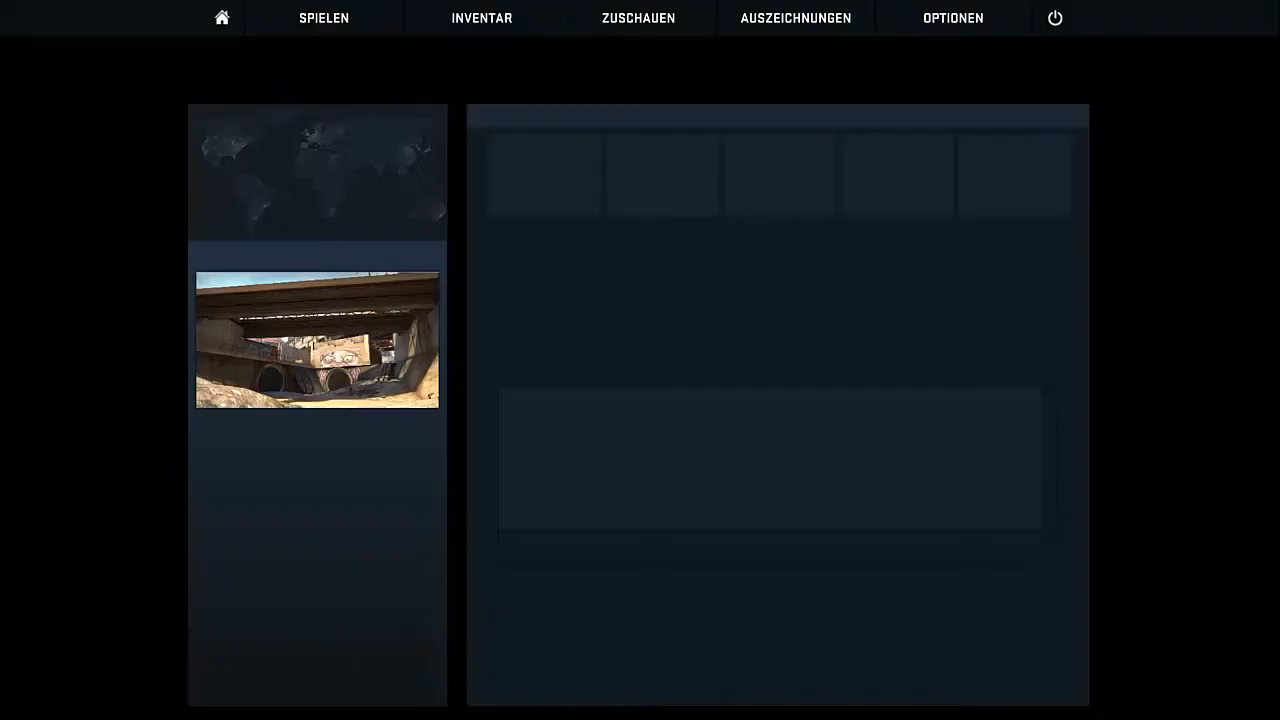 SPIELEN
INVENTAR
ZUSCHAUEN
AUSZEICHNUNGEN
OPTIONEN